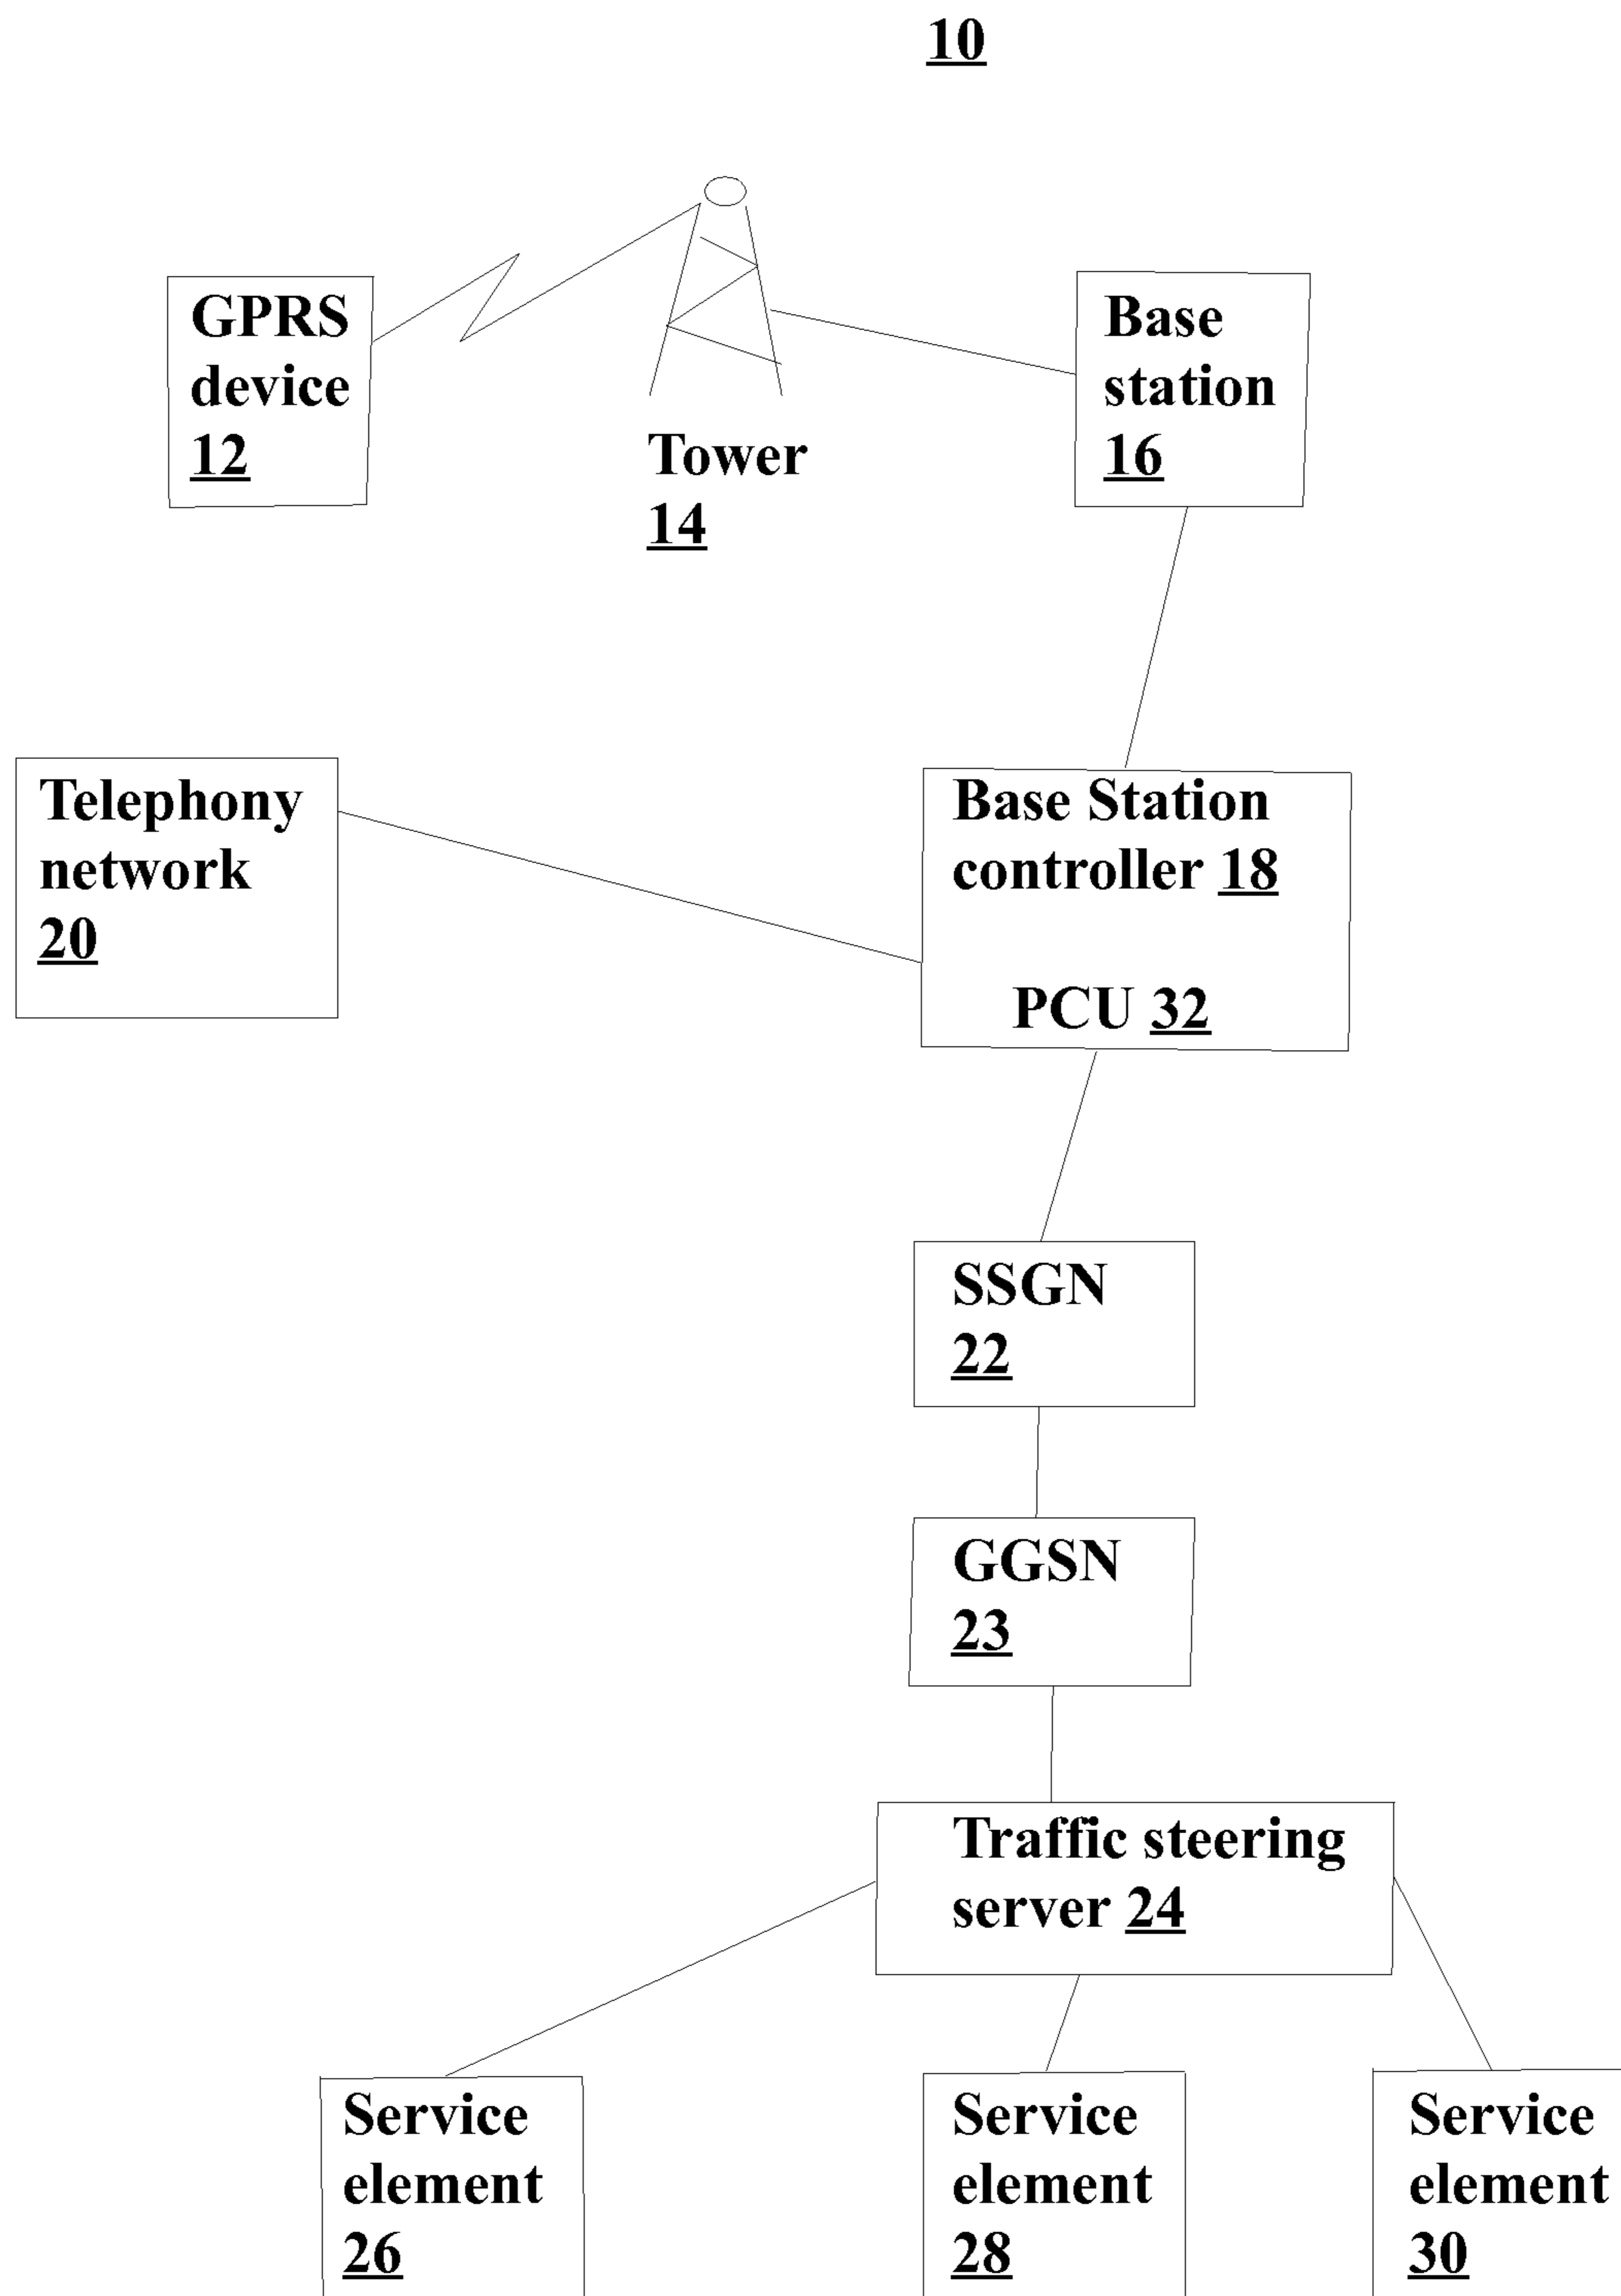 10
GPRS
device
12
Tower
14
Base
station
16
Telephony
network
20
Base Station
controller 18
PCU 32
SSGN
22
GGSN
23
Traffic steering
server 24
Service
element
26
Service
element
28
Service
element
30